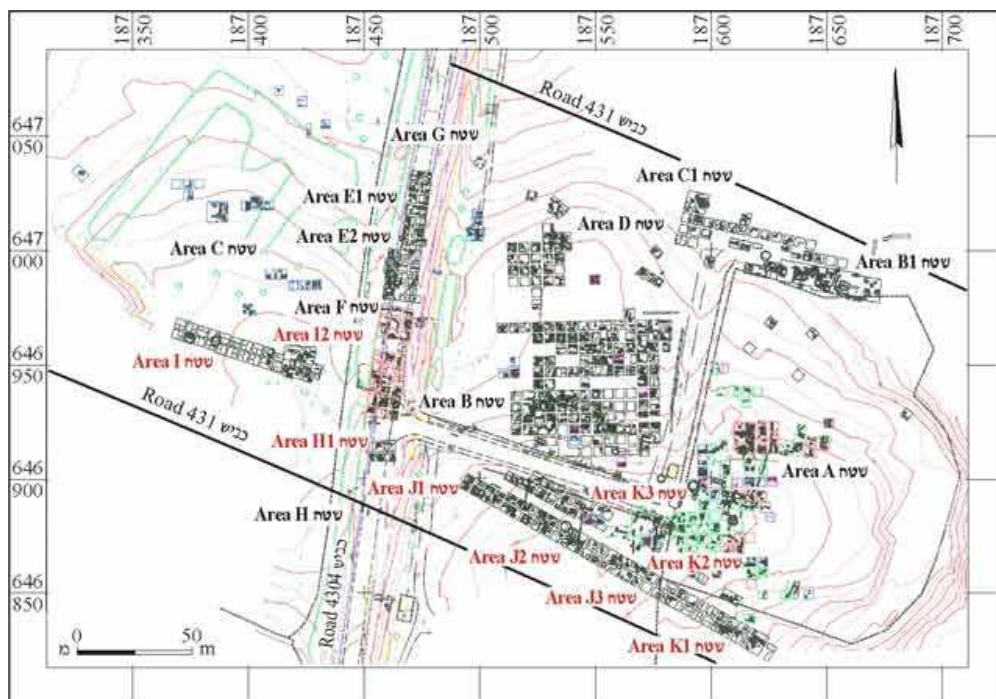 187 350
187 400
187 450
187 500
187 550
187 600
187 650
187 700
647 050
647 000
646 950
646 900
646 850
Road 431 כביש
Area G שטח
Area C1 שטח
Area E1 שטח
Area D שטח
Area E2 שטח
Area C שטח
Area B1 שטח
Area F שטח
Area I2 שטח
Area I שטח
Road 431 כביש
Area B שטח
Area H1 שטח
Area A שטח
Area J1 שטח
Area K3 שטח
Area H שטח
Area J2 שטח
Area K2 שטח
Area J3 שטח
Road 4304 כביש
Area K1 שטח
0 50
מ m